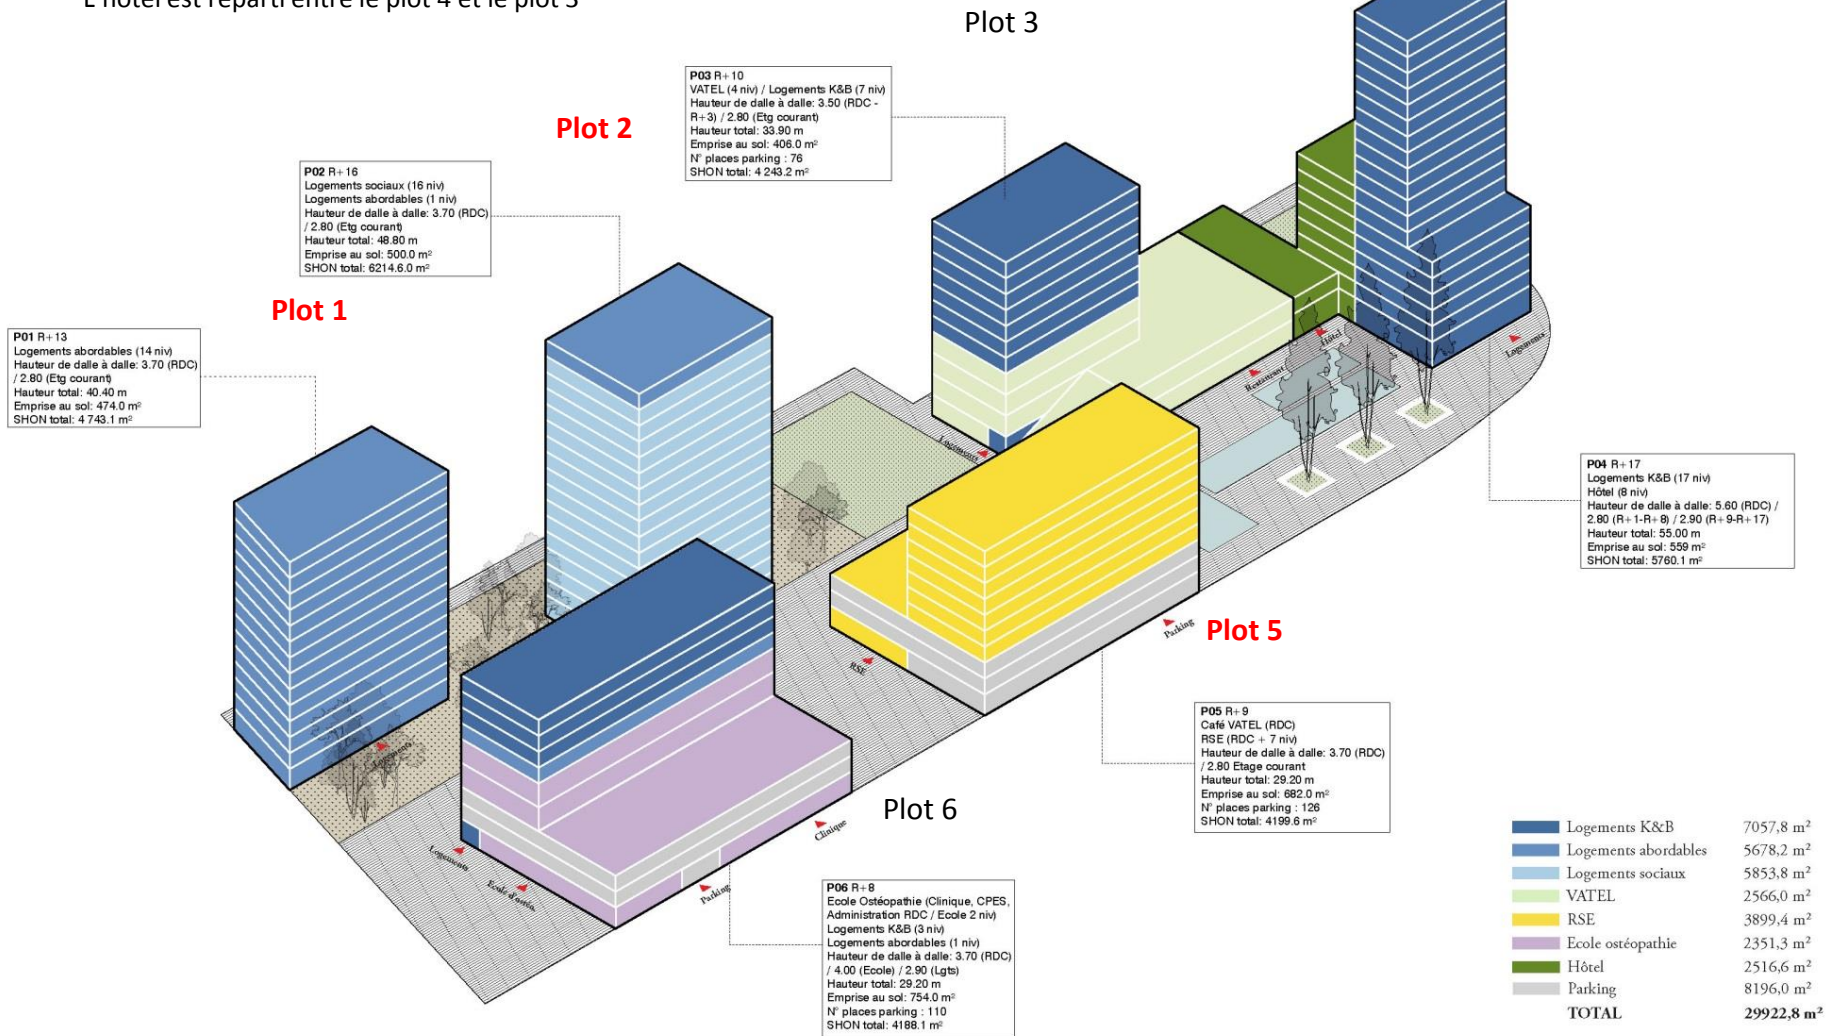 L'hôtel est réparti entre le plot 4 et le plot 3
Plot 3
P03 R+10
VATEL (4 niv) / Logements K&B (7 niv)
Hauteur de dalle à dalle: 3.50 (RDC -
R+3) / 2.80 (Etg courant)
Hauteur total: 33.90 m
Emprise au sol: 406.0 m²
N° places parking : 76
SHON total: 4 243.2 m²
Plot 2
P02 R+16
Logements sociaux (16 niv)
Logements abordables (1 niv)
Hauteur de dalle à dalle: 3.70 (RDC)
/ 2.80 (Etg courant)
Hauteur total: 48.80 m
Emprise au sol: 500.0 m²
SHON total: 6214.6.0 m²
Plot 1
P01 R+13
Logements abordables (14 niv)
Hauteur de dalle à dalle: 3.70 (RDC)
/ 2.80 (Etg courant)
Hauteur total: 40.40 m
Emprise au sol: 474.0 m²
SHON total: 4 743.1 m²
Hôtel
Logements
Restaurant
Logements
P04 R+17
Logements K&B (17 niv)
Hôtel (8 niv)
Hauteur de dalle à dalle: 5.60 (RDC) /
2.80 (R+1-R+8) / 2.90 (R+9-R+17)
Hauteur total: 55.00 m
Emprise au sol: 559 m²
SHON total: 5760.1 m²
Parking
Plot 5
RSE
Logements
P05 R+9
Café VATEL (RDC)
RSE (RDC + 7 niv)
Hauteur de dalle à dalle: 3.70 (RDC)
/ 2.80 Etage courant
Hauteur total: 29.20 m
Emprise au sol: 682.0 m²
N° places parking : 126
SHON total: 4199.6 m²
Plot 6
Clinique
Logements
Ecole d'ostéo.
Parking
P06 R+8
Ecole Ostéopathie (Clinique, CPES,
Administration RDC / Ecole 2 niv)
Logements K&B (3 niv)
Logements abordables (1 niv)
Hauteur de dalle à dalle: 3.70 (RDC)
/ 4.00 (Ecole) / 2.90 (Lgts)
Hauteur total: 29.20 m
Emprise au sol: 754.0 m²
N° places parking : 110
SHON total: 4188.1 m²
Logements K&B 7057,8 m²
Logements abordables 5678,2 m²
Logements sociaux 5853,8 m²
VATEL 2566,0 m²
RSE 3899,4 m²
Ecole ostéopathie 2351,3 m²
Hôtel 2516,6 m²
Parking 8196,0 m²
TOTAL 29922,8 m²